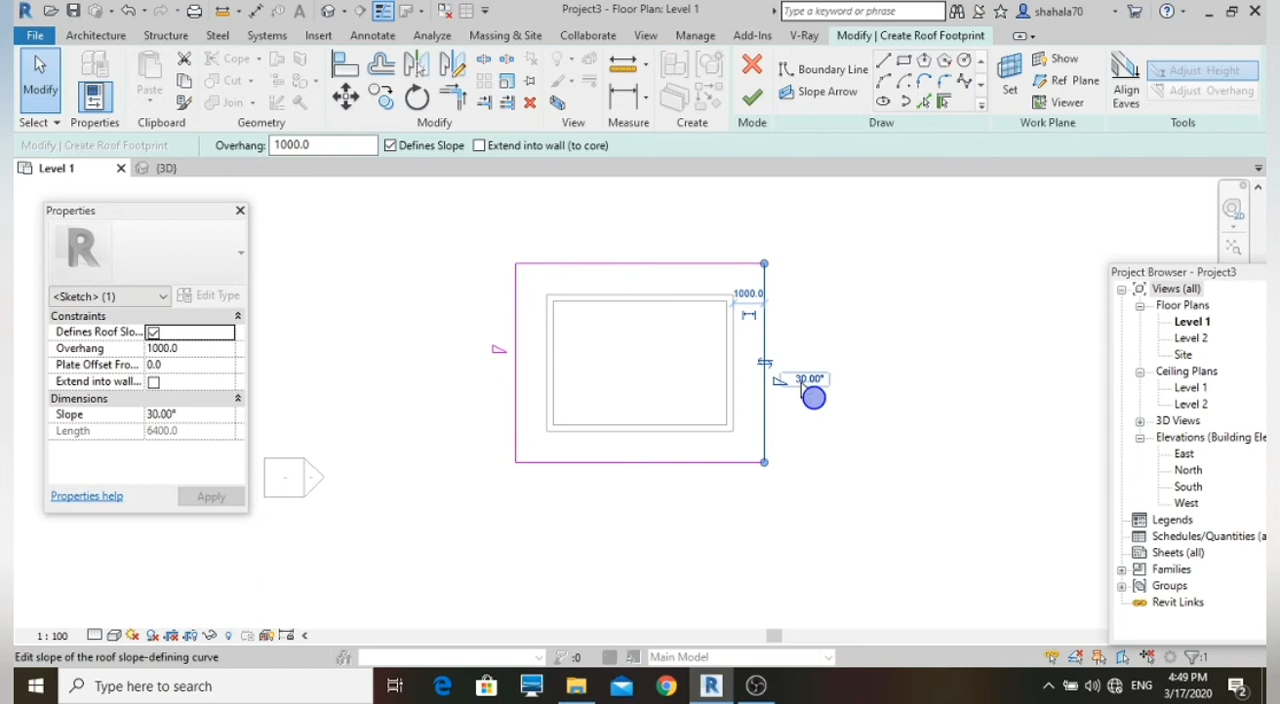 Project3 - Floor Plan: Level 1
Type a keyword or phrase
shahala70
File Architecture Structure Steel Systems Insert Annotate Analyze Massing & Site Collaborate View Manage Add-Ins V-Ray Modify | Create Roof Footprint
Modify
Paste
Cope
Cut
Join
Boundary Line
Slope Arrow
Set
Show
Ref Plane
Viewer
Align
Eaves
Adjust Height
Adjust Overhang
Select Properties Clipboard Geometry Modify View Measure Create Mode Draw Work Plane Tools
Modify | Create Roof Footprint Overhang: 1000.0 Defines Slope Extend into wall (to core)
Level 1 {3D}
Properties
<Sketch> (1) Edit Type
Constraints
Defines Roof Slo...
Overhang 1000.0
Plate Offset Fro... 0.0
Extend into wall...
Dimensions
Slope 30.00°
Length 6400.0
Properties help Apply
1000.0
30.00°
2D
Project Browser - Project3
Views (all)
Floor Plans
Level 1
Level 2
Site
Ceiling Plans
Level 1
Level 2
3D Views
Elevations (Building Ele
East
North
South
West
Legends
Schedules/Quantities (a
Sheets (all)
Families
Groups
Revit Links
1 : 100
Edit slope of the roof slope-defining curve :0 Main Model :1
Type here to search
ENG
4:49 PM
3/17/2020
2